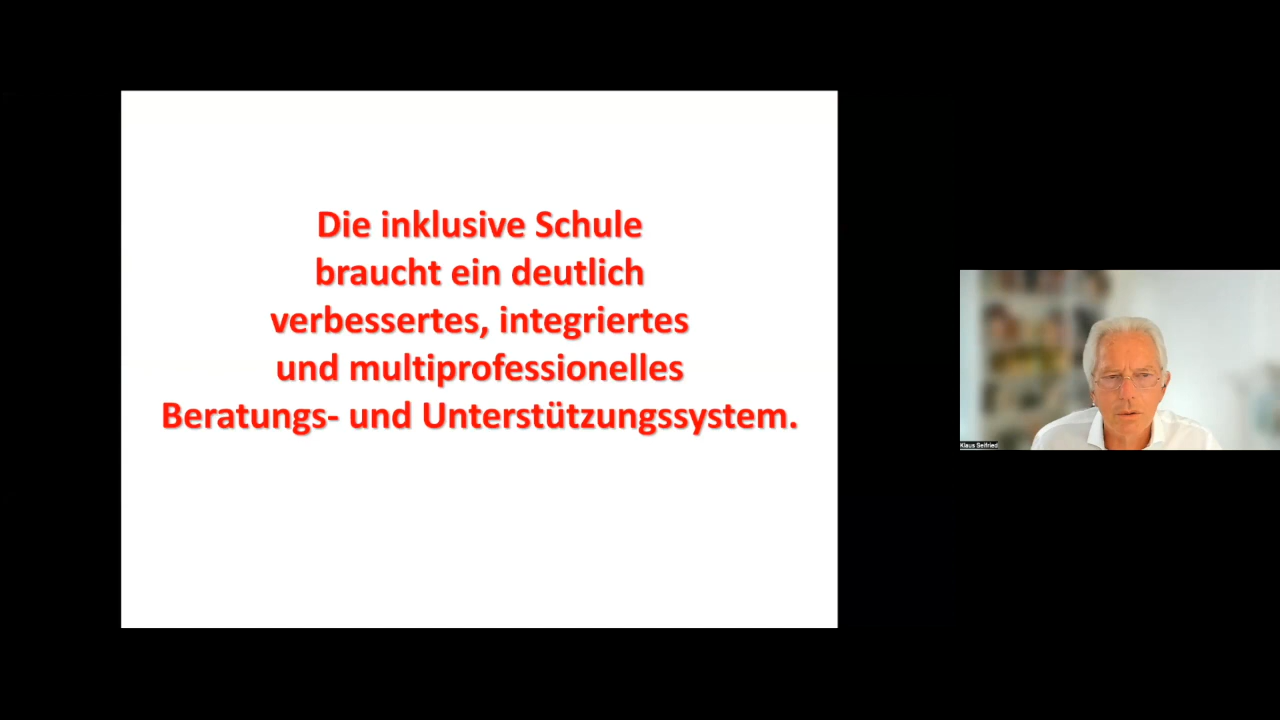 Die inklusive Schule
braucht ein deutlich
verbessertes, integriertes
und multiprofessionelles
Beratungs- und Unterstützungssystem.
Klaus Seifried